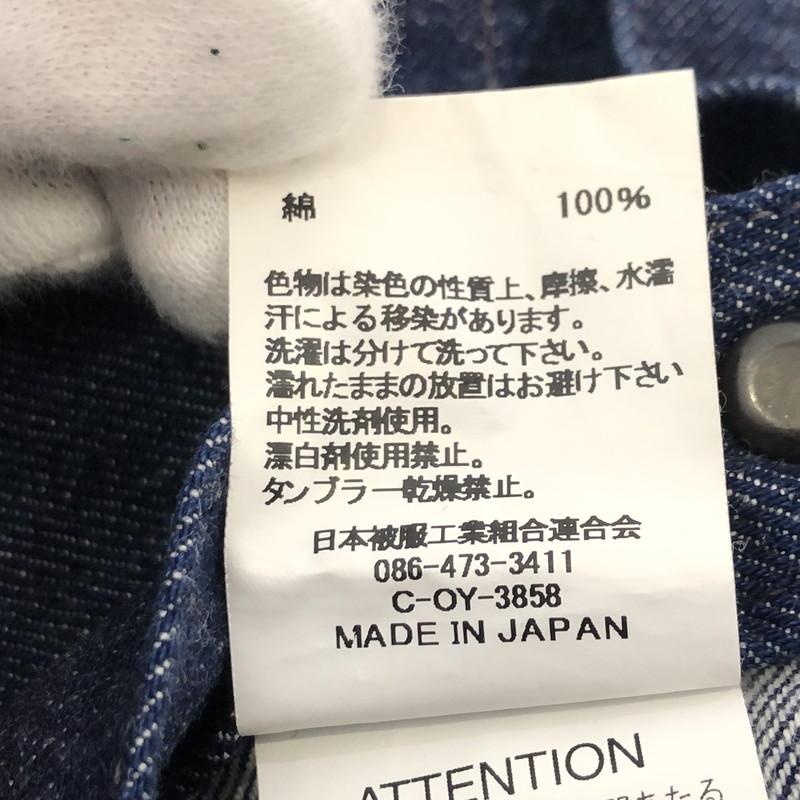 綿 100%
色物は染色の性質上、摩擦、水濡
汗による移染があります。
洗濯は分けて洗って下さい。
濡れたままの放置はお避け下さい
中性洗剤使用。
漂白剤使用禁止。
タンブラー乾燥禁止。
日本被服工業組合連合会
086-473-3411
C-OY-3858
MADE IN JAPAN
ATTENTION